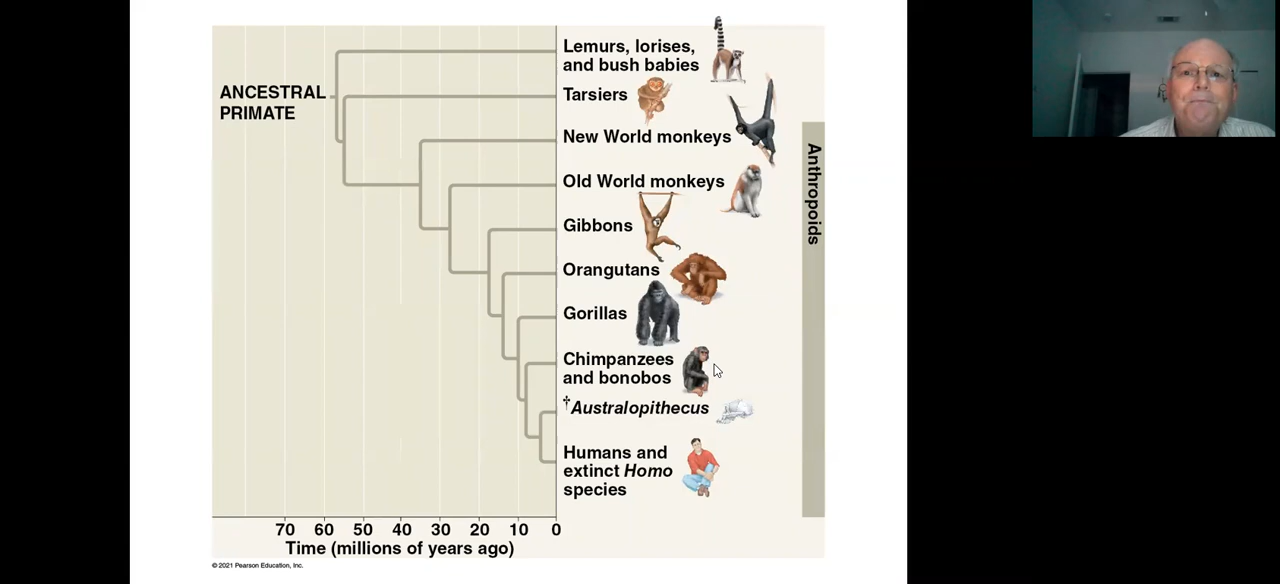 Lemurs, lorises,
and bush babies
ANCESTRAL
PRIMATE
Tarsiers
New World monkeys
Old World monkeys
Gibbons
Orangutans
Gorillas
Chimpanzees
and bonobos
†Australopithecus
Humans and
extinct Homo
species
Anthropoids
70 60 50 40 30 20 10 0
Time (millions of years ago)
© 2021 Pearson Education, Inc.